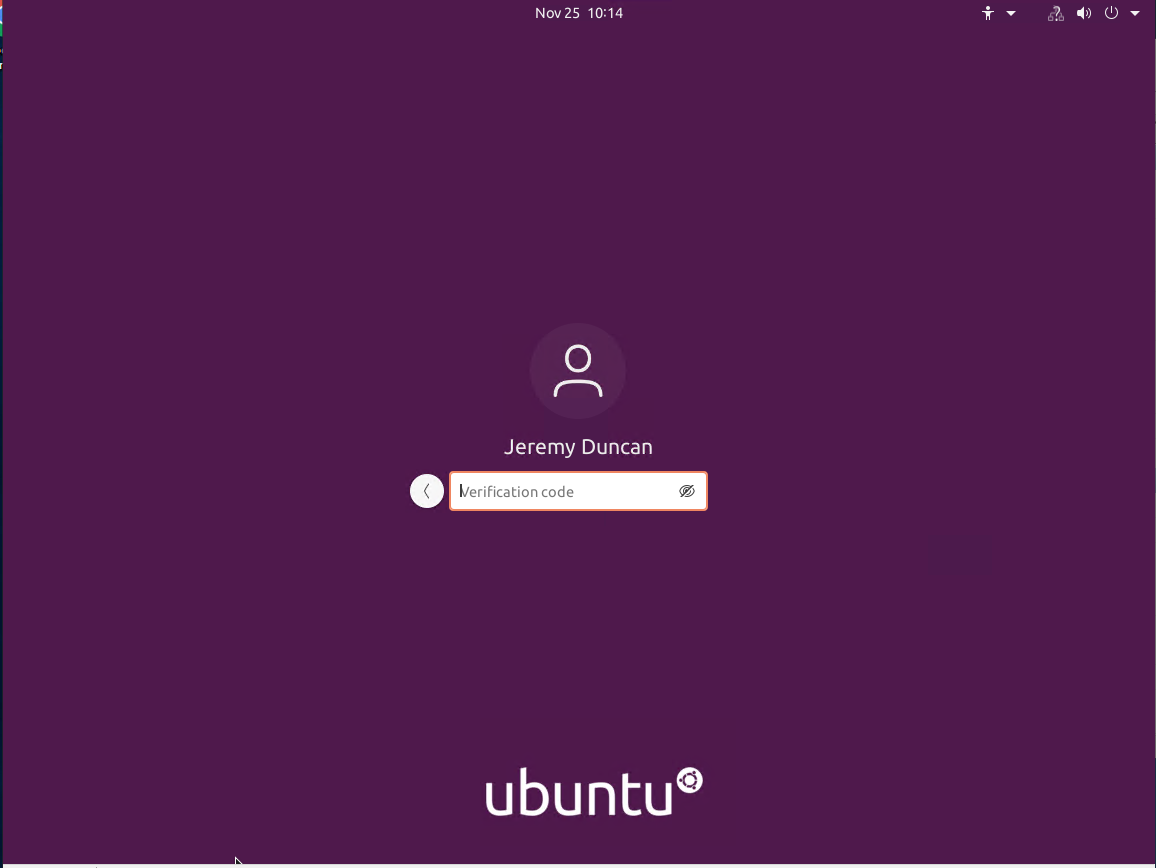 Nov 25 10:14
Jeremy Duncan
Verification code
ubuntu